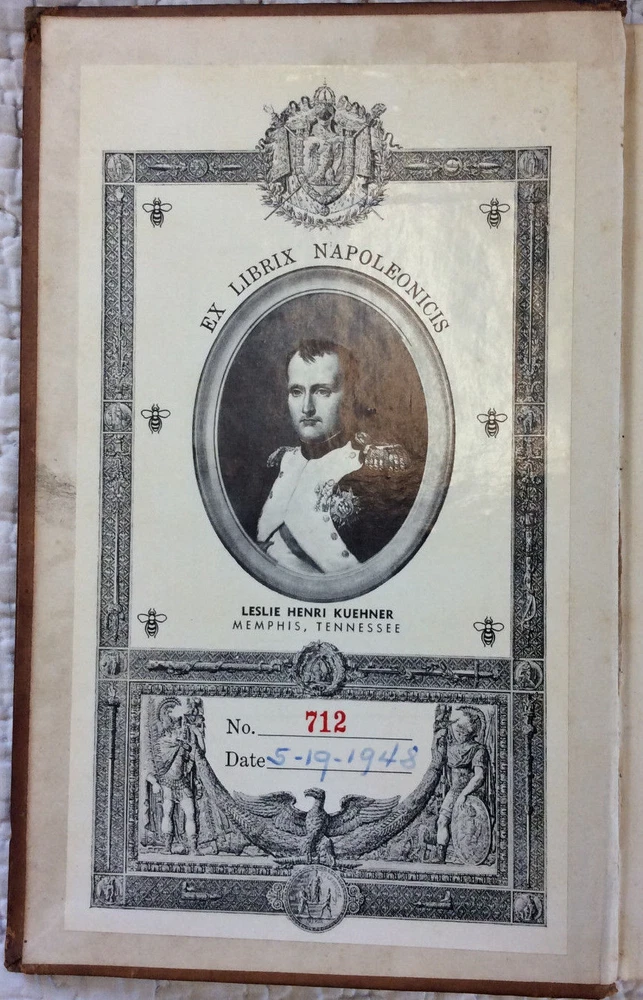 EX LIBRIX NAPOLEONICIS
LESLIE HENRI KUEHNER
MEMPHIS, TENNESSEE
No. 712
Date 5-19-1948